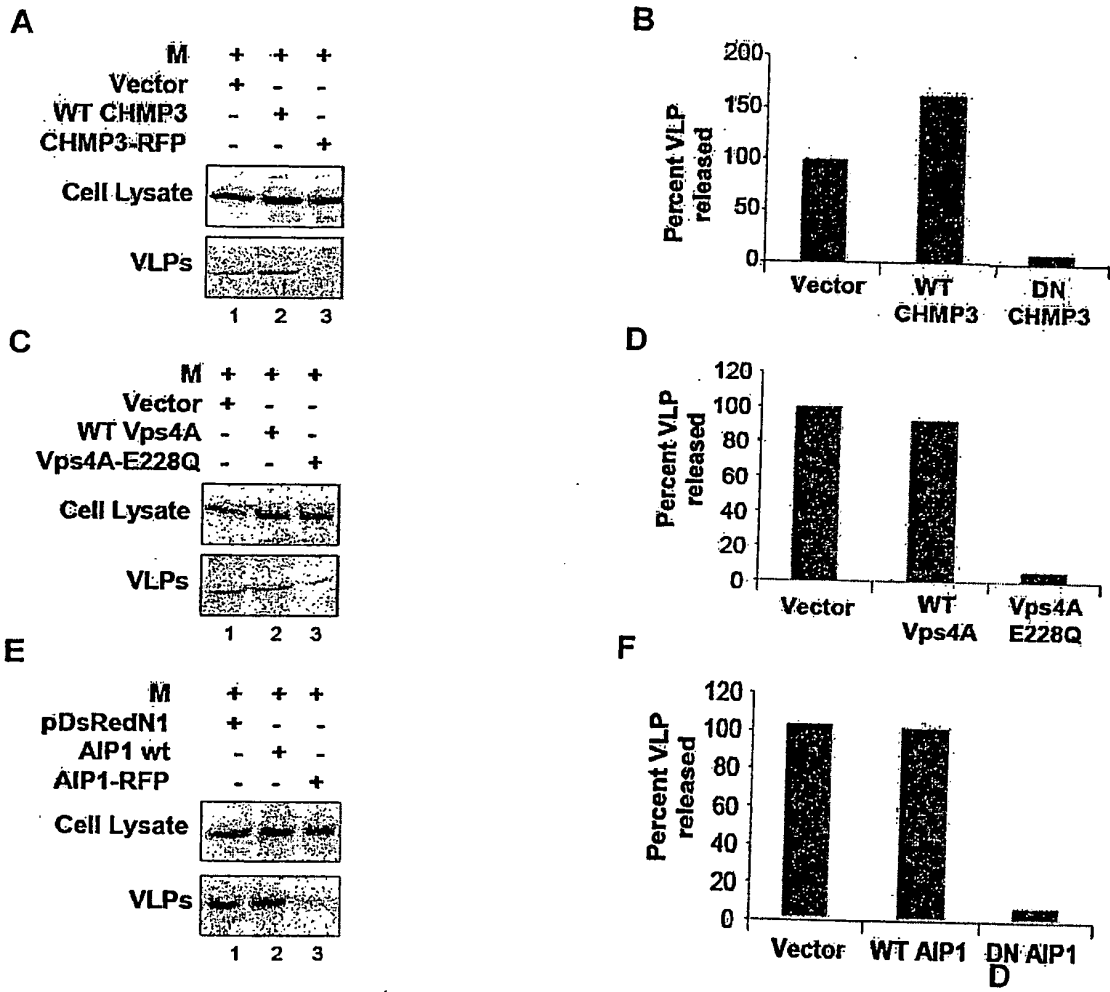 A
M + + +
Vector + - -
WT CHMP3 - + -
CHMP3-RFP - - +
Cell Lysate
VLPs
1 2 3
B
Percent VLP
released
200
150
100
50
0
Vector WT DN
CHMP3 CHMP3
C
M + + +
Vector + - -
WT Vps4A - + -
Vps4A-E228Q - - +
Cell Lysate
VLPs
1 2 3
D
Percent VLP
released
120
100
80
60
40
20
0
Vector WT Vps4A
Vps4A E228Q
E
M + + +
pDsRedN1 + - -
AIP1 wt - + -
AIP1-RFP - - +
Cell Lysate
VLPs
1 2 3
F
Percent VLP
released
120
100
80
60
40
20
0
Vector WT AIP1 DN AIP1
D